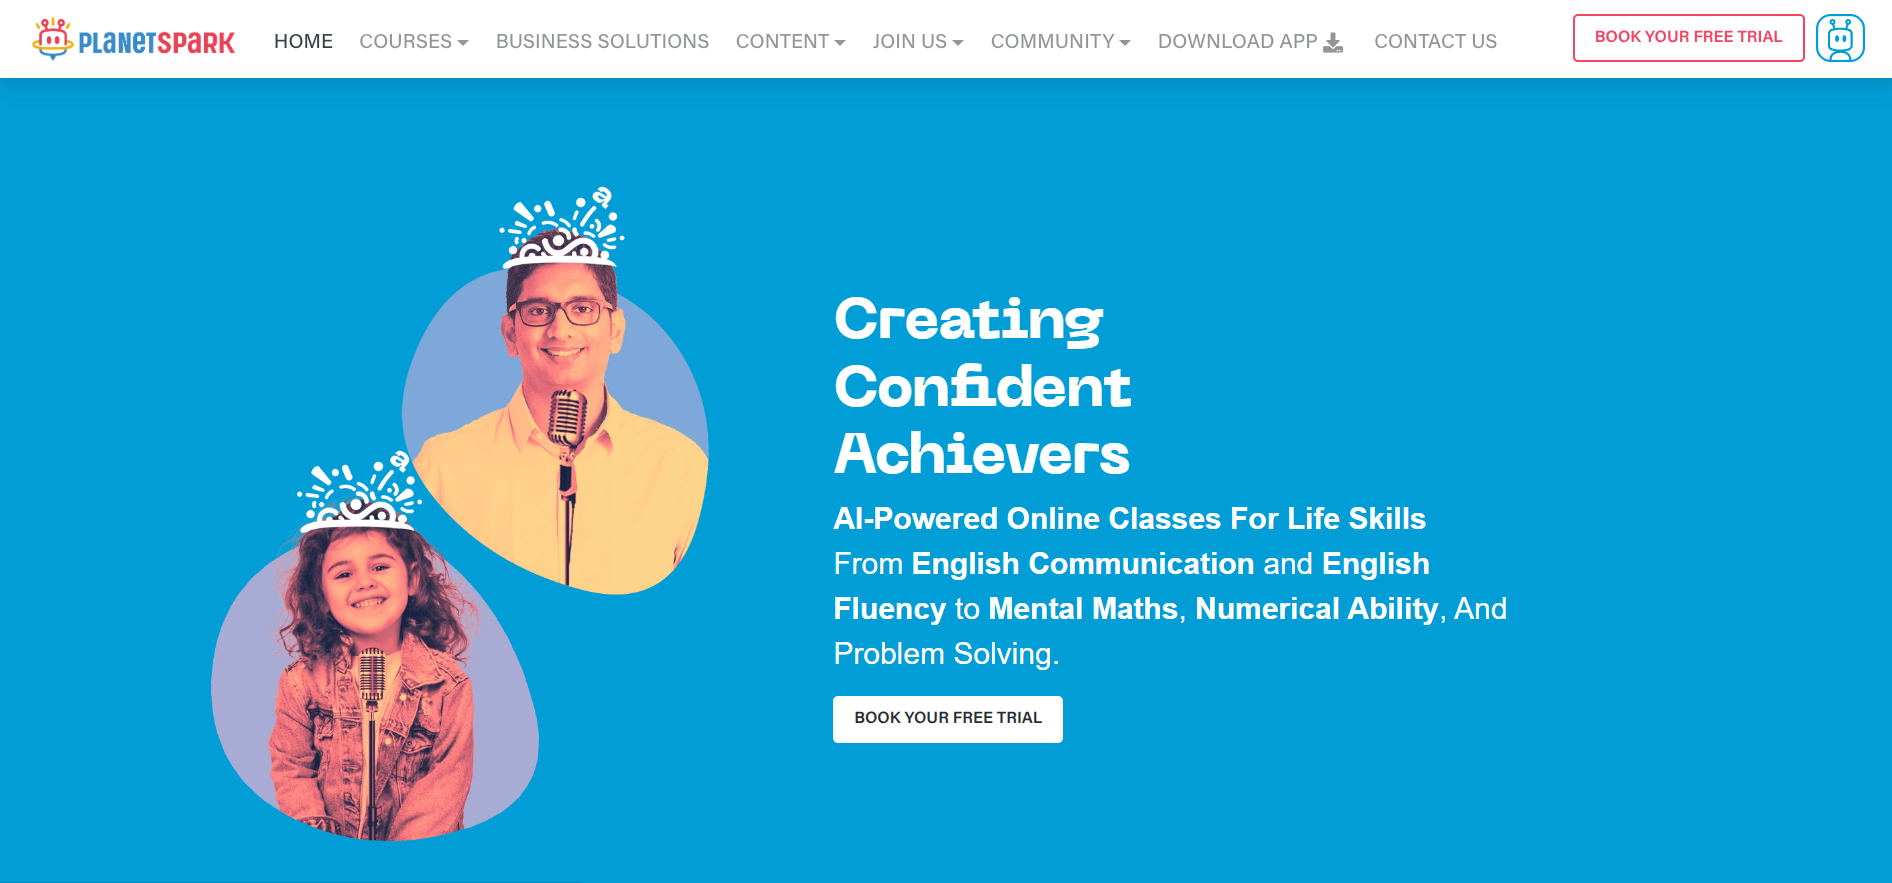 PLANETSPARK
HOME COURSES BUSINESS SOLUTIONS CONTENT JOIN US COMMUNITY DOWNLOAD APP CONTACT US
BOOK YOUR FREE TRIAL
Creating
Confident
Achievers
AI-Powered Online Classes For Life Skills
From English Communication and English
Fluency to Mental Maths, Numerical Ability, And
Problem Solving.
BOOK YOUR FREE TRIAL